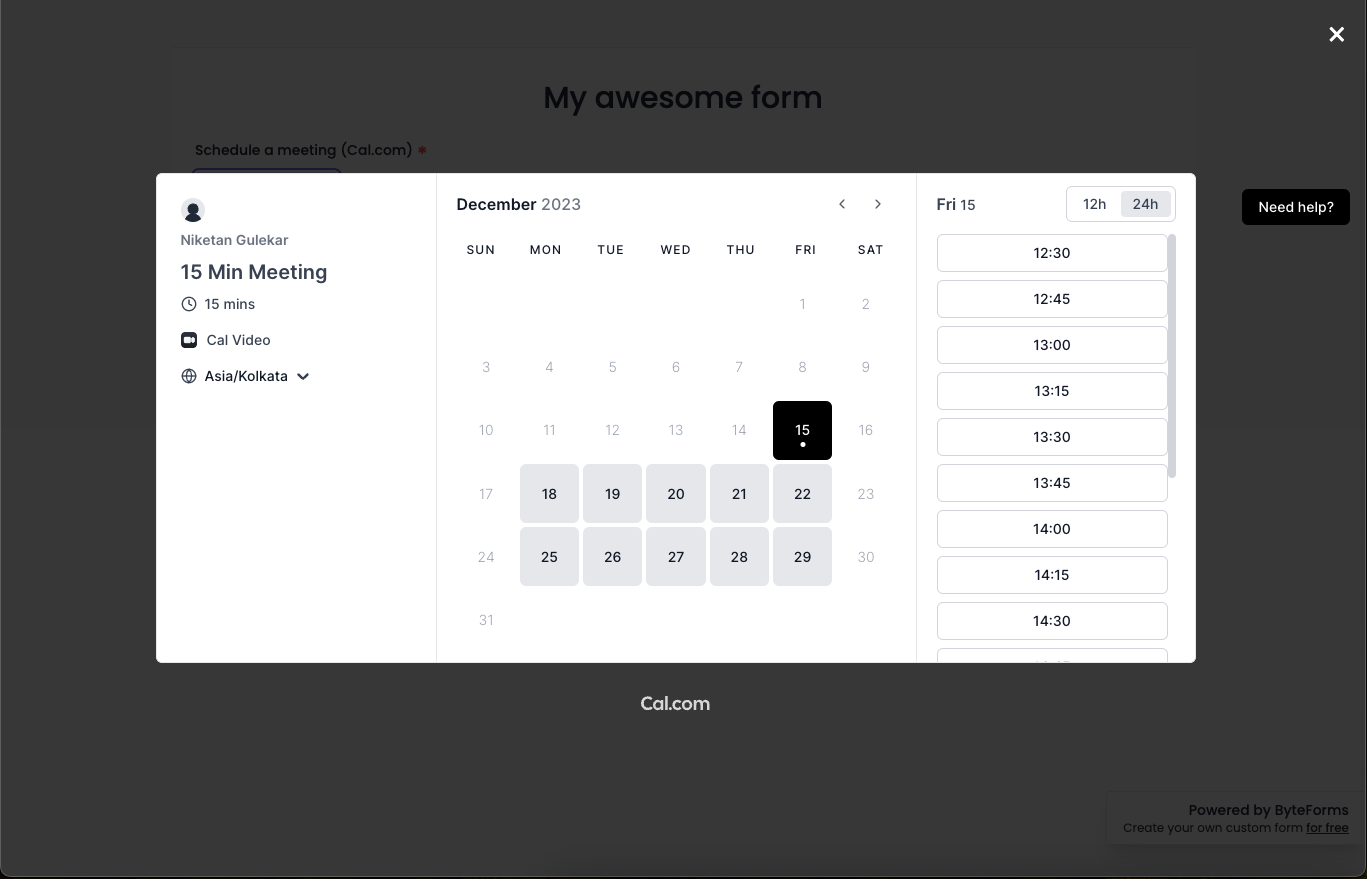 My awesome form
Schedule a meeting (Cal.com) *
Niketan Gulekar
15 Min Meeting
15 mins
Cal Video
Asia/Kolkata
December 2023
SUN MON TUE WED THU FRI SAT
1 2
3 4 5 6 7 8 9
10 11 12 13 14 15 16
17 18 19 20 21 22 23
24 25 26 27 28 29 30
31
Fri 15
12h 24h
12:30
12:45
13:00
13:15
13:30
13:45
14:00
14:15
14:30
Need help?
Cal.com
Powered by ByteForms
Create your own custom form for free